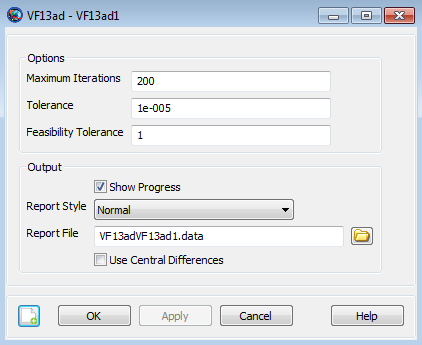 VF13ad - VF13ad1
Options
Maximum Iterations 200
Tolerance 1e-005
Feasibility Tolerance 1
Output
Show Progress
Report Style Normal
Report File VF13adVF13ad1.data
Use Central Differences
OK Apply Cancel Help